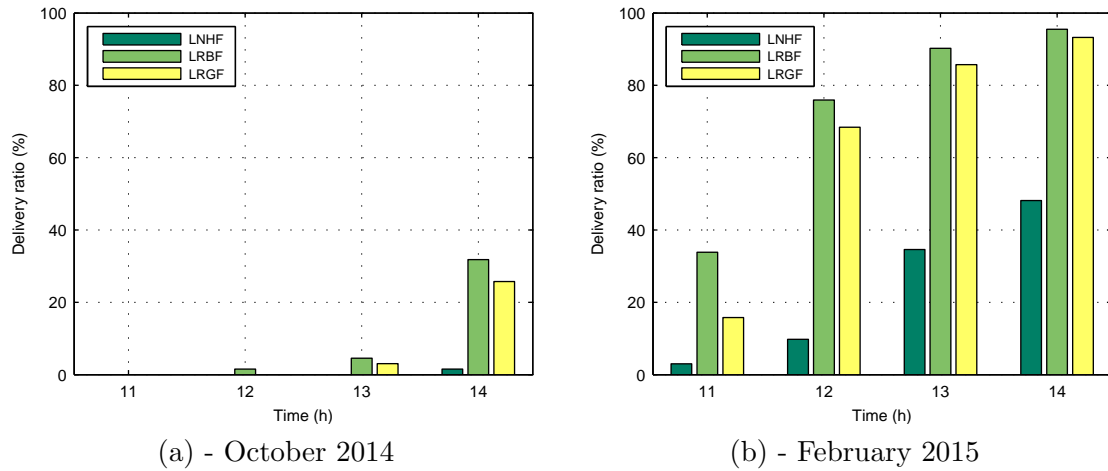 100
80
60
40
20
0
Delivery ratio (%)
LNHF
LRBF
LRGF
11 12 13 14
Time (h)
(a) - October 2014
100
80
60
40
20
0
Delivery ratio (%)
LNHF
LRBF
LRGF
11 12 13 14
Time (h)
(b) - February 2015